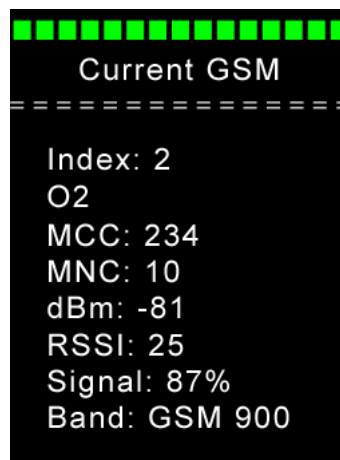 Current GSM
================
Index: 2
O2
MCC: 234
MNC: 10
dBm: -81
RSSI: 25
Signal: 87%
Band: GSM 900